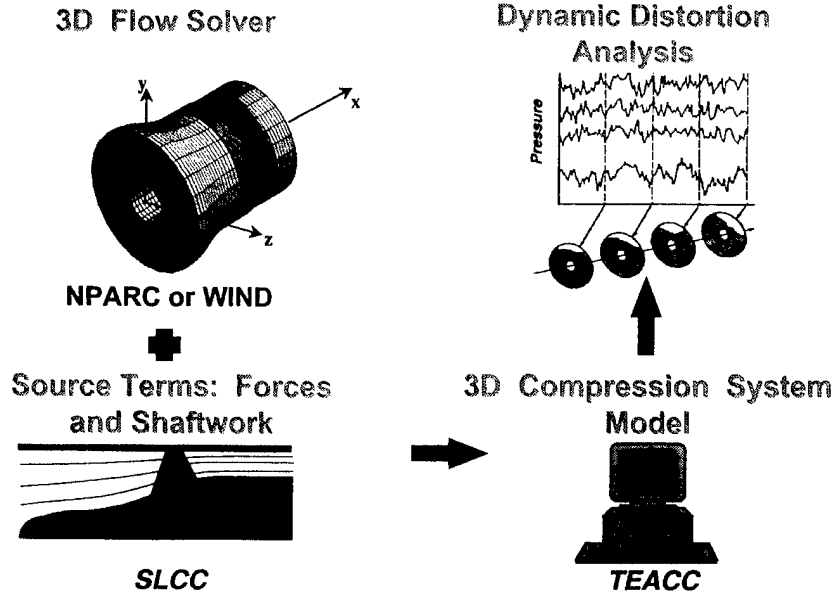 3D Flow Solver
y
x
z
NPARC or WIND
Source Terms: Forces
and Shaftwork
SLCC
Dynamic Distortion
Analysis
Pressure
3D Compression System
Model
TEACC